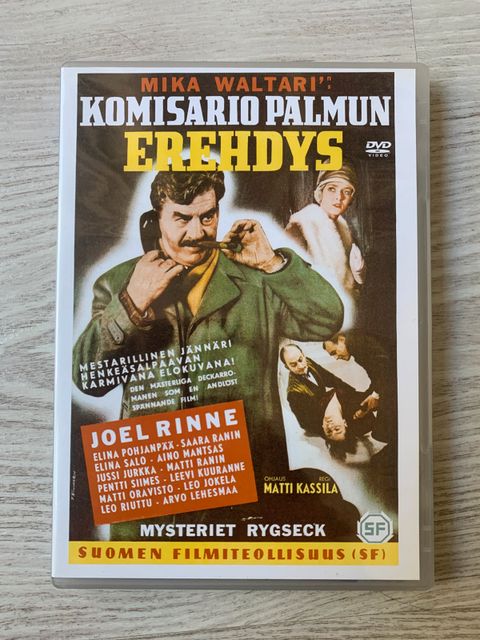 MIKA WALTARI'n:
KOMISARIO PALMUN
EREHDYS
DVD
VIDEO
MESTARILLINEN JÄNNÄRI
HENKEÄSALPAAVAN
KARMIVANA ELOKUVANA!
DEN MÄSTERLIGA DECKARRO-
MANEN SOM EN ANDLÖST
SPÄNNANDE FILM!
JOEL RINNE
ELINA POHJANPÄÄ · SAARA RANIN
ELINA SALO · AINO MANTSAS
JUSSI JURKKA · MATTI RANIN
PENTTI SIIMES · LEEVI KUURANNE
MATTI ORAVISTO · LEO JOKELA
LEO RIUTTU · ARVO LEHESMAA
OHJAUS REGI
MATTI KASSILA
MYSTERIET RYGSECK
SF
SUOMEN FILMITEOLLISUUS (SF)